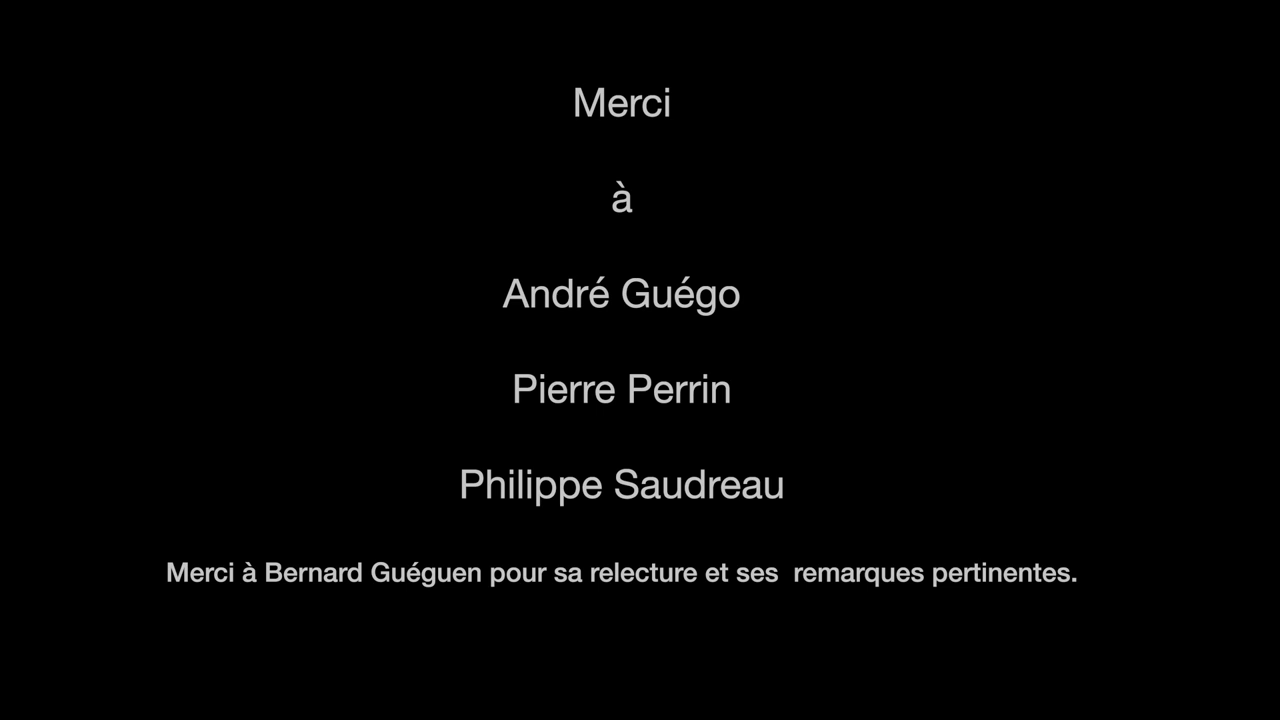 Merci
à
André Guégo
Pierre Perrin
Philippe Saudreau
Merci à Bernard Guéguen pour sa relecture et ses  remarques pertinentes.